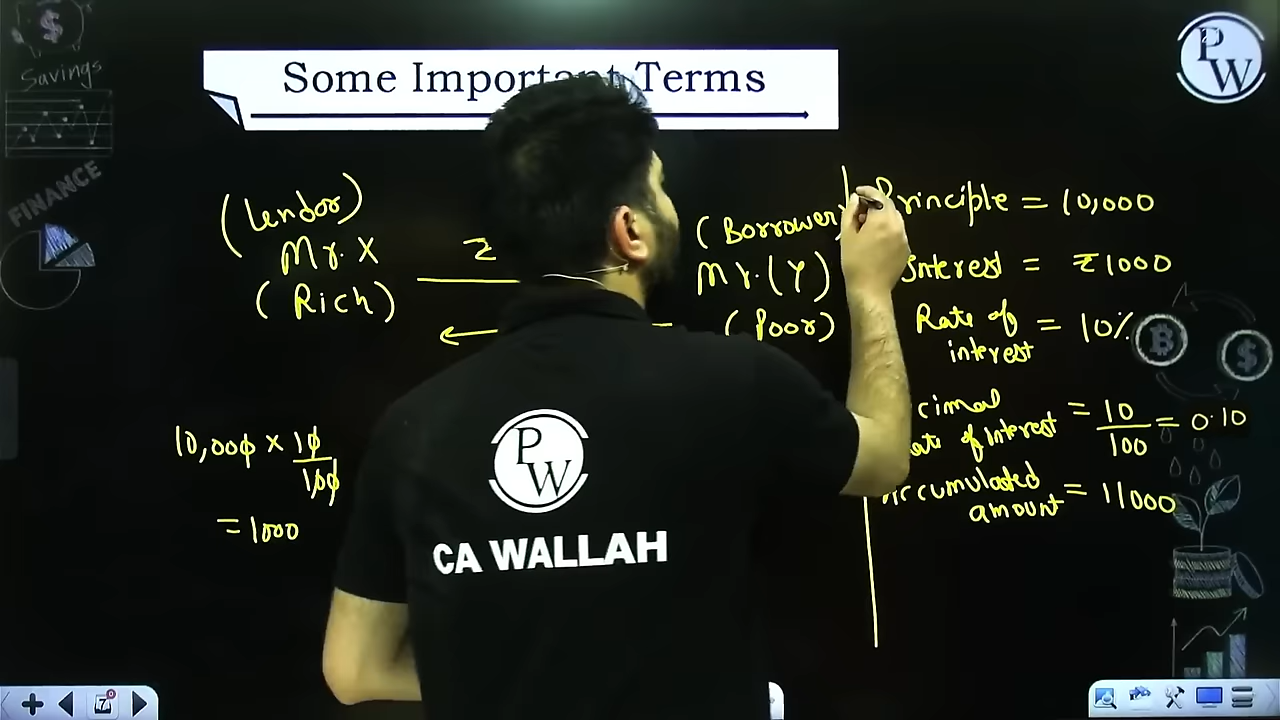 Savings
FINANCE
PW
Some Important Terms
(Lendor)
Mr. X
(Rich)
₹
(Borrower)
Mr. (Y)
(Poor)
Principle = 10,000
Interest = ₹1000
Rate of interest = 10%
Rate of Interest = 10/100 = 0.10
amount = 11000
10,000 × 10/100
= 1000
PW
CA WALLAH